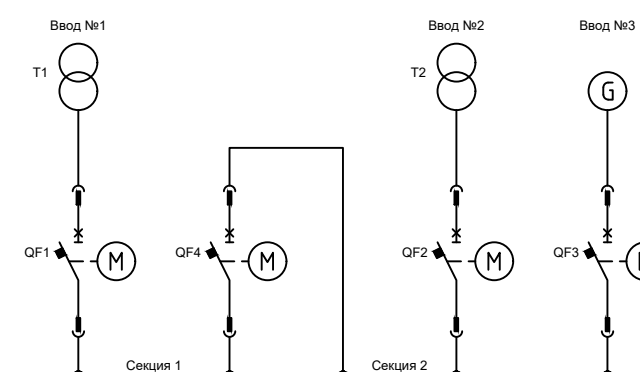 Ввод №1
Ввод №2
Ввод №3
T1
T2
G
QF1
M
QF4
M
QF2
M
QF3
M
Секция 1
Секция 2